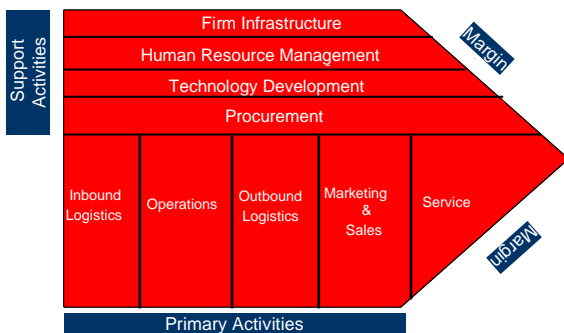 Support
Activities
Firm Infrastructure
Human Resource Management
Technology Development
Procurement
Margin
Inbound
Logistics
Operations
Outbound
Logistics
Marketing
&
Sales
Service
Margin
Primary Activities